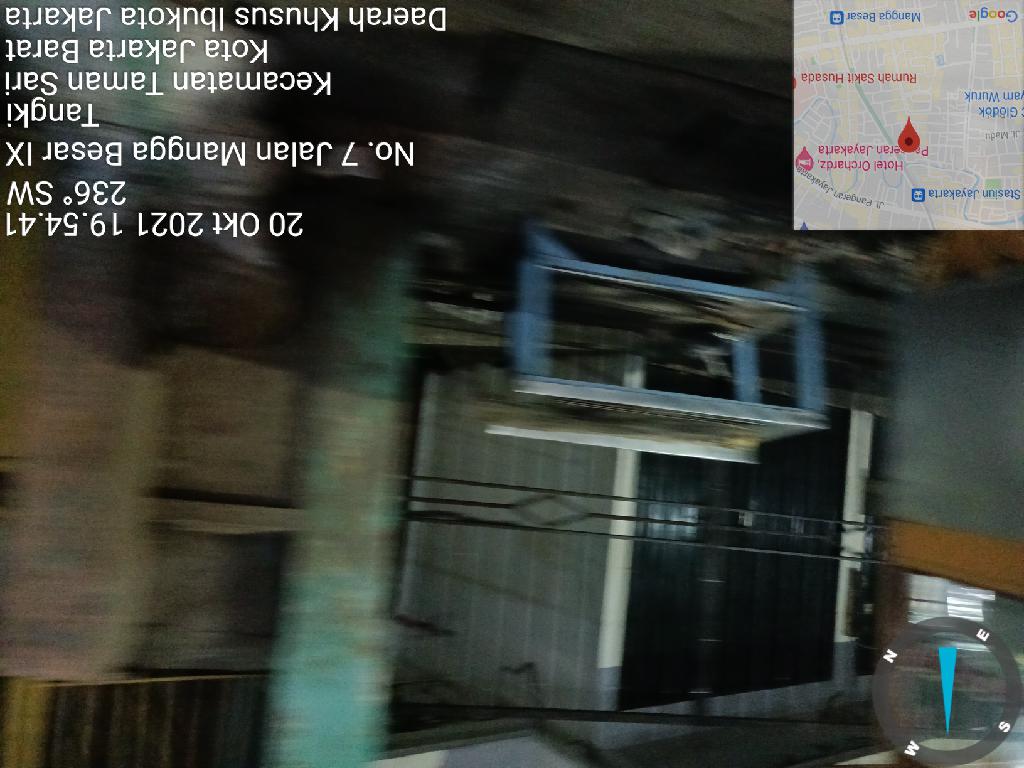 W
S
N
E
20 Okt 2021 19.54.41
236° SW
No. 7 Jalan Mangga Besar IX
Tangki
Kecamatan Taman Sari
Kota Jakarta Barat
Daerah Khusus Ibukota Jakarta
Stasiun Jayakarta
Jl. Pangeran Jayakarta
Hotel Orchardz,
Pangeran Jayakarta
Jl. Madu
C Glodok
yam Wuruk
Rumah Sakit Husada
Mangga Besar
Google